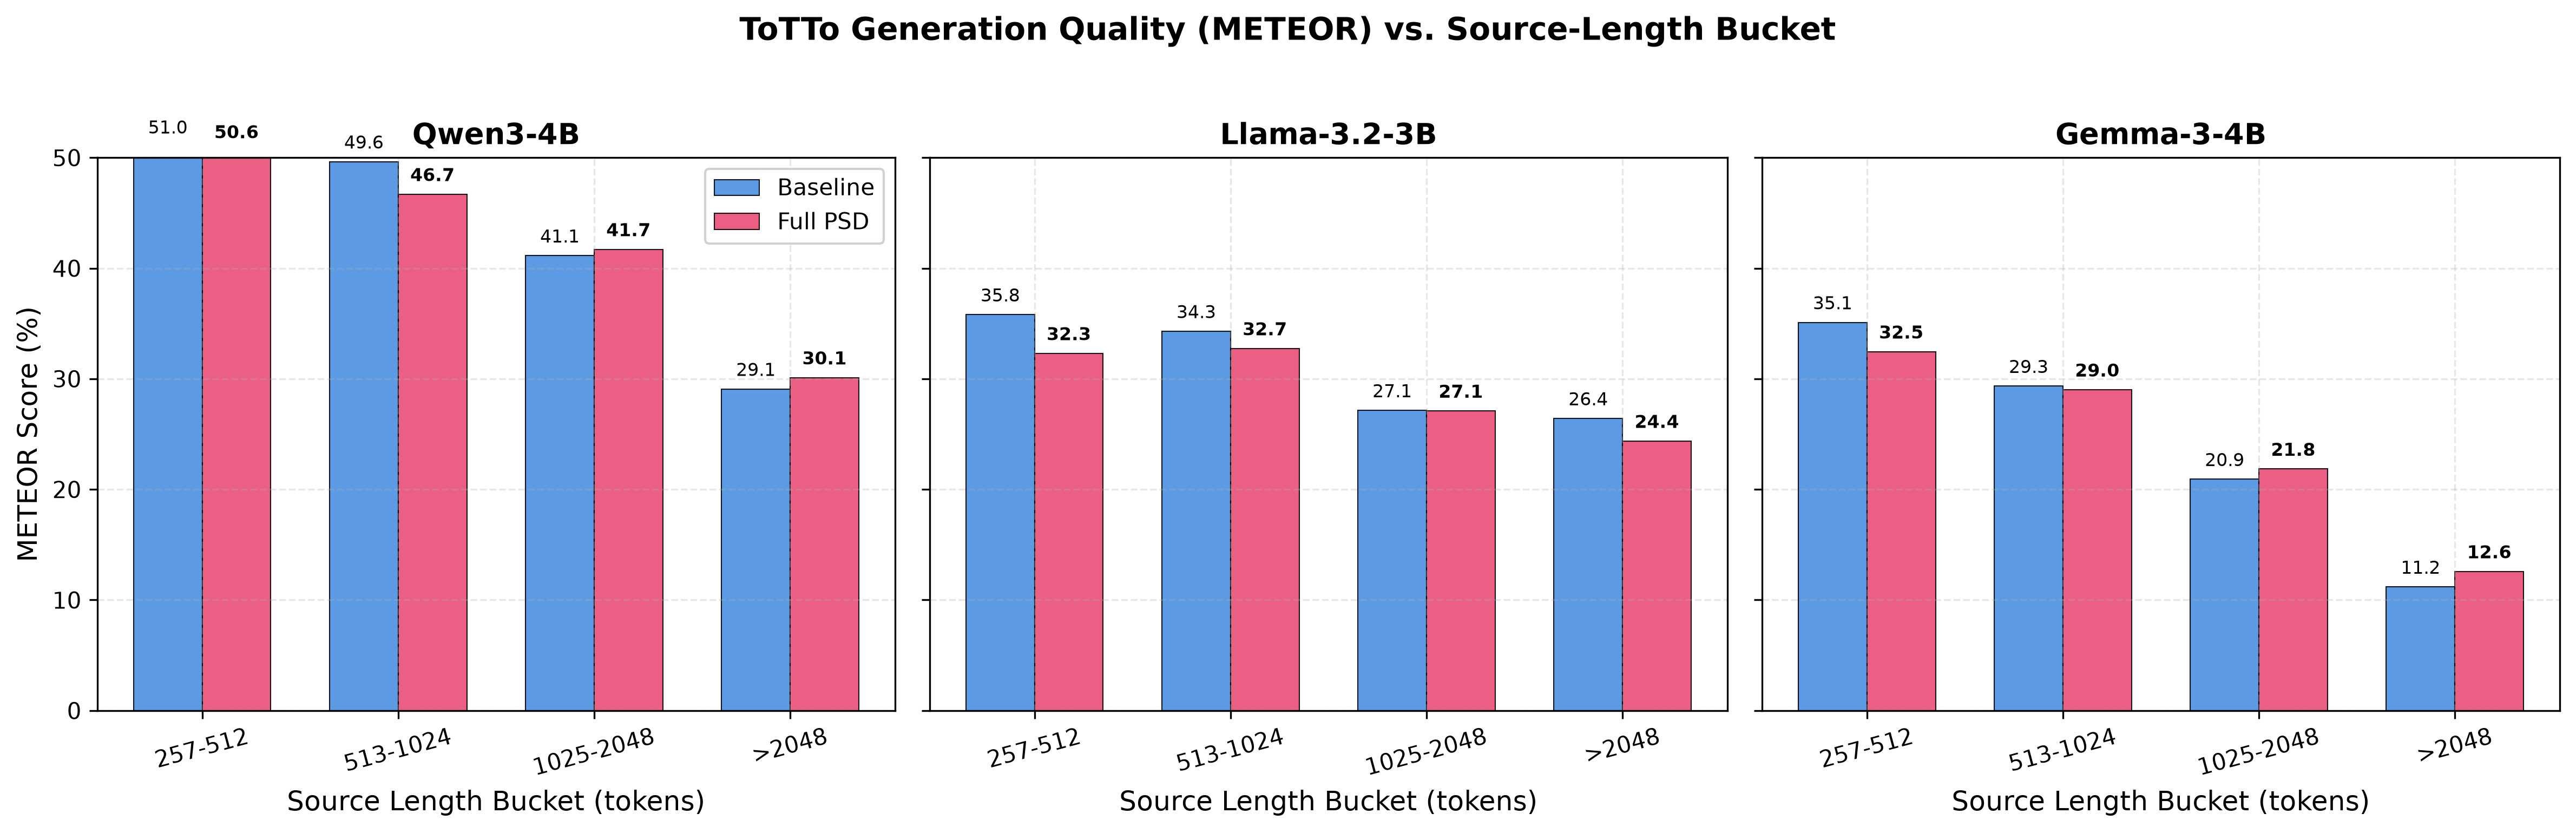 ToTTo Generation Quality (METEOR) vs. Source-Length Bucket
Qwen3-4B
51.0 50.6 49.6 46.7 41.1 41.7 29.1 30.1
Baseline
Full PSD
METEOR Score (%)
50
40
30
20
10
0
257-512 513-1024 1025-2048 >2048
Source Length Bucket (tokens)
Llama-3.2-3B
35.8 32.3 34.3 32.7 27.1 27.1 26.4 24.4
257-512 513-1024 1025-2048 >2048
Source Length Bucket (tokens)
Gemma-3-4B
35.1 32.5 29.3 29.0 20.9 21.8 11.2 12.6
257-512 513-1024 1025-2048 >2048
Source Length Bucket (tokens)